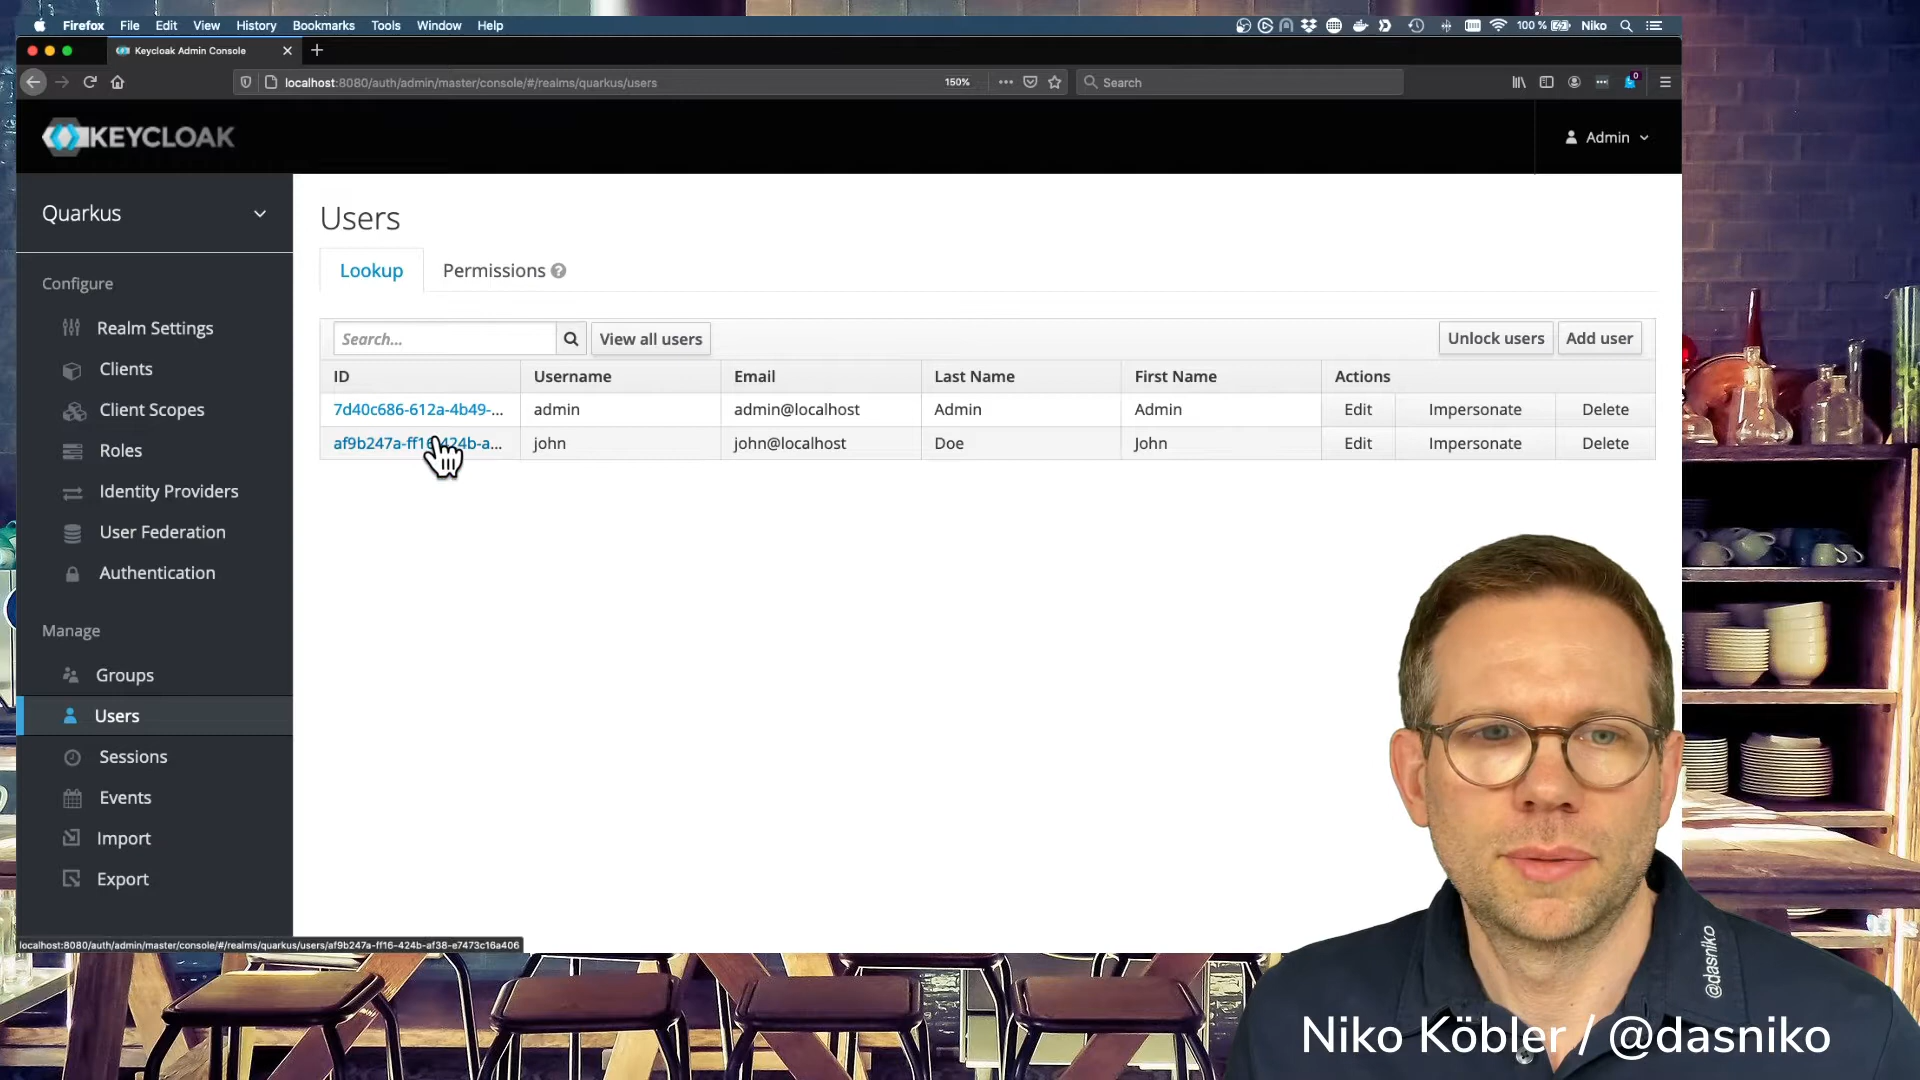 Firefox File Edit View History Bookmarks Tools Window Help
100 % Niko
Keycloak Admin Console
localhost:8080/auth/admin/master/console/#/realms/quarkus/users 150% Search 0
KEYCLOAK
Admin
Quarkus
Configure
Realm Settings
Clients
Client Scopes
Roles
Identity Providers
User Federation
Authentication
Manage
Groups
Users
Sessions
Events
Import
Export
Users
Lookup Permissions ?
Search... View all users Unlock users Add user
ID Username Email Last Name First Name Actions
7d40c686-612a-4b49-... admin admin@localhost Admin Admin Edit Impersonate Delete
af9b247a-ff16-424b-a... john john@localhost Doe John Edit Impersonate Delete
localhost:8080/auth/admin/master/console/#/realms/quarkus/users/af9b247a-ff16-424b-af38-e7473c16a406
@dasniko
Niko Köbler / @dasniko